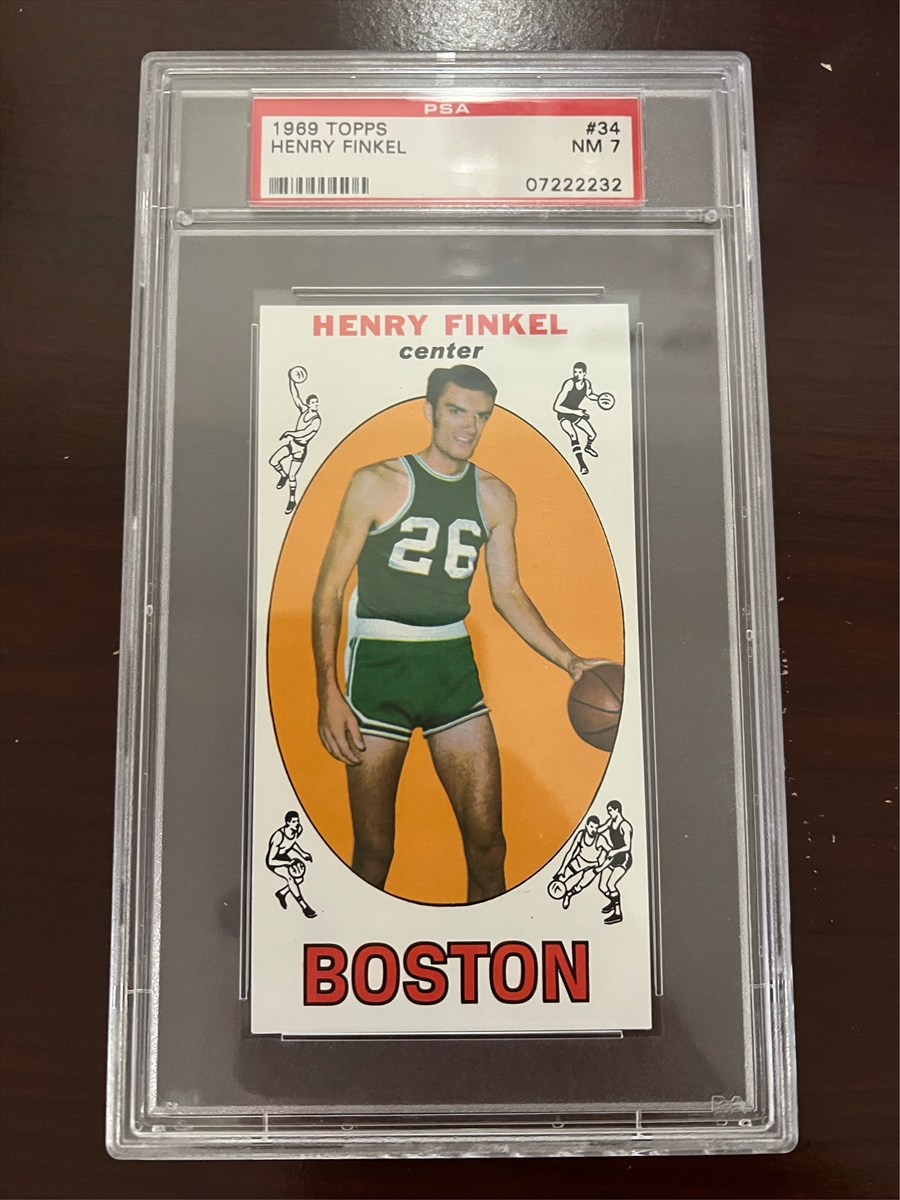 PSA
1969 TOPPS #34
HENRY FINKEL NM 7
07222232
HENRY FINKEL
center
26
BOSTON